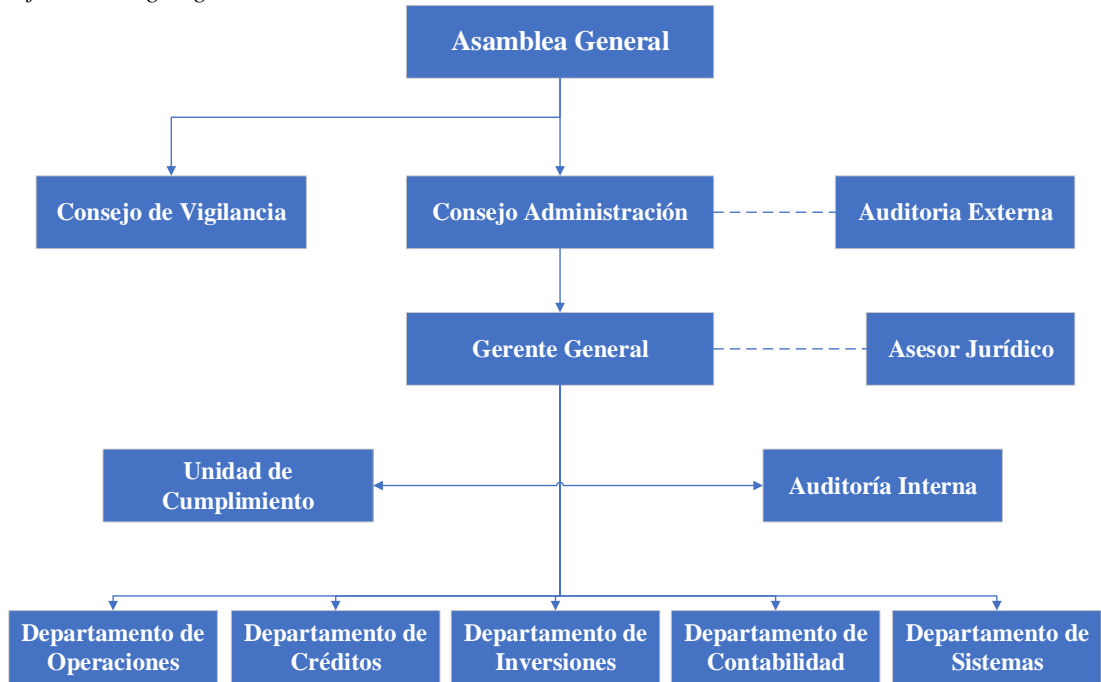 Asamblea General
Consejo de Vigilancia
Consejo Administración
Auditoria Externa
Gerente General
Asesor Jurídico
Unidad de
Cumplimiento
Auditoría Interna
Departamento de
Operaciones
Departamento de
Créditos
Departamento de
Inversiones
Departamento de
Contabilidad
Departamento de
Sistemas